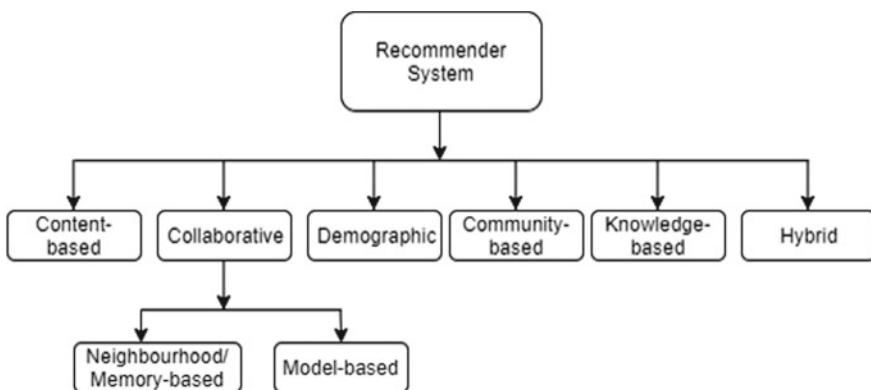 Recommender
System
Content-
based
Collaborative
Demographic
Community-
based
Knowledge-
based
Hybrid
Neighbourhood/
Memory-based
Model-based